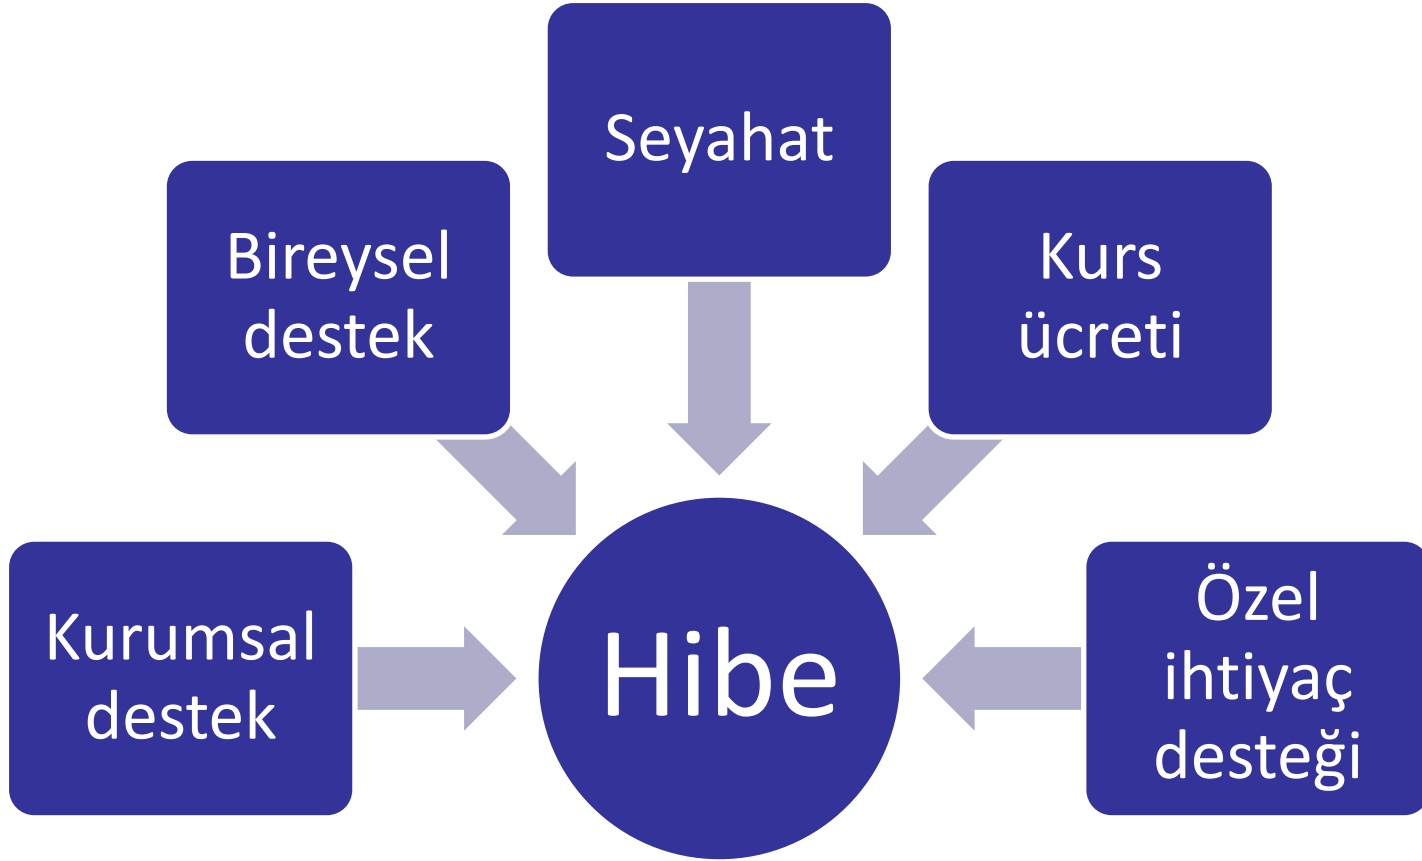 Seyahat
Bireysel
destek
Kurs
ücreti
Kurumsal
destek
Hibe
Özel
ihtiyaç
desteği